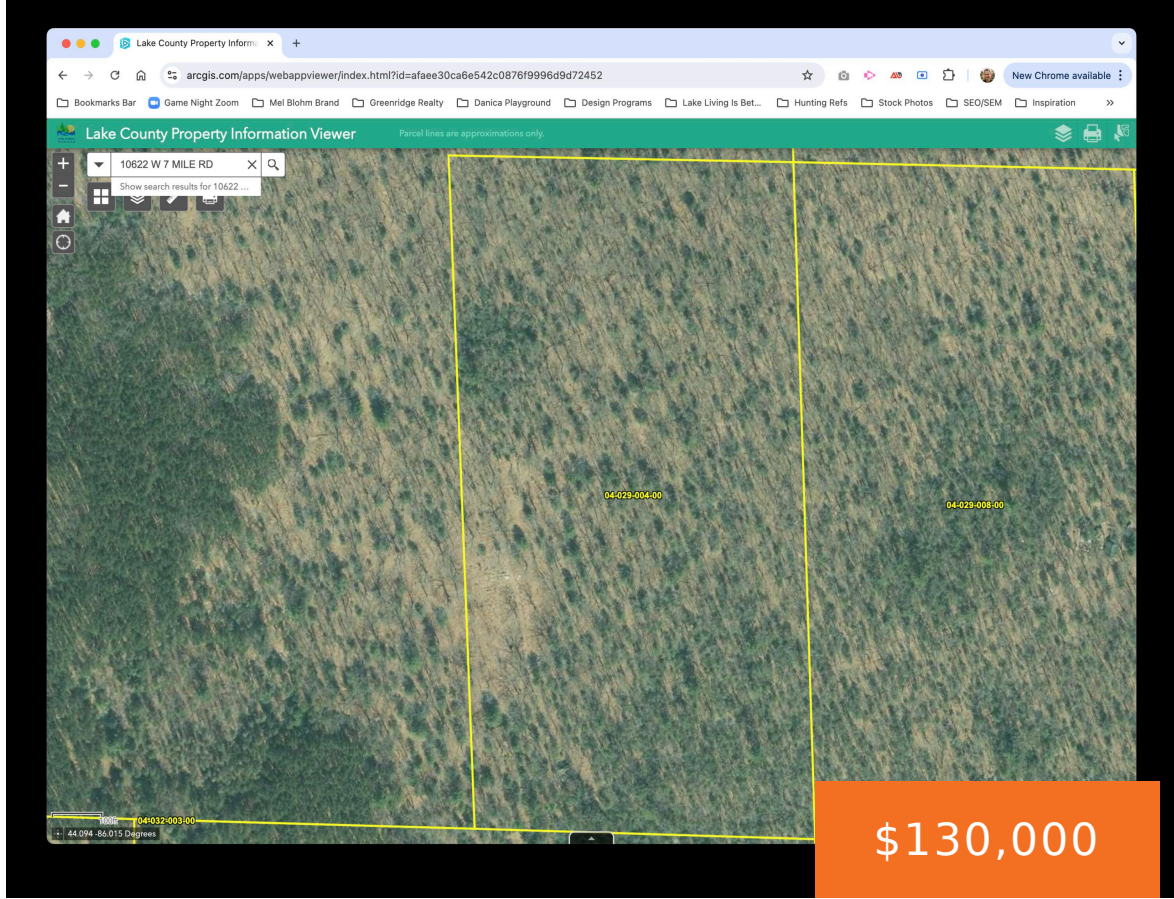 Lake County Property Informa
arcgis.com/apps/webappviewer/index.html?id=afaee30ca6e542c0876f9996d9d72452
New Chrome available
Bookmarks Bar
Game Night Zoom
Mel Blohm Brand
Greenridge Realty
Danica Playground
Design Programs
Lake Living Is Bet...
Hunting Refs
Stock Photos
SEO/SEM
Inspiration
Lake County Property Information Viewer
Parcel lines are approximations only.
10622 W 7 MILE RD
Show search results for 10622 ...
04-029-004-00
04-029-008-00
04-032-003-00
44.094 -86.015 Degrees
$130,000